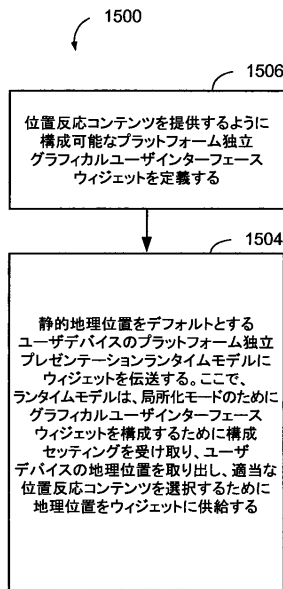 1500
1506
位置反応コンテンツを提供するように
構成可能なプラットフォーム独立
グラフィカルユーザインターフェース
ウィジェットを定義する
1504
静的地理位置をデフォルトとする
ユーザデバイスのプラットフォーム独立
プレゼンテーションランタイムモデルに
ウィジェットを伝送する。ここで、
ランタイムモデルは、局所化モードのために
グラフィカルユーザインターフェース
ウィジェットを構成するために構成
セッティングを受け取り、ユーザ
デバイスの地理位置を取り出し、適当な
位置反応コンテンツを選択するために
地理位置をウィジェットに供給する